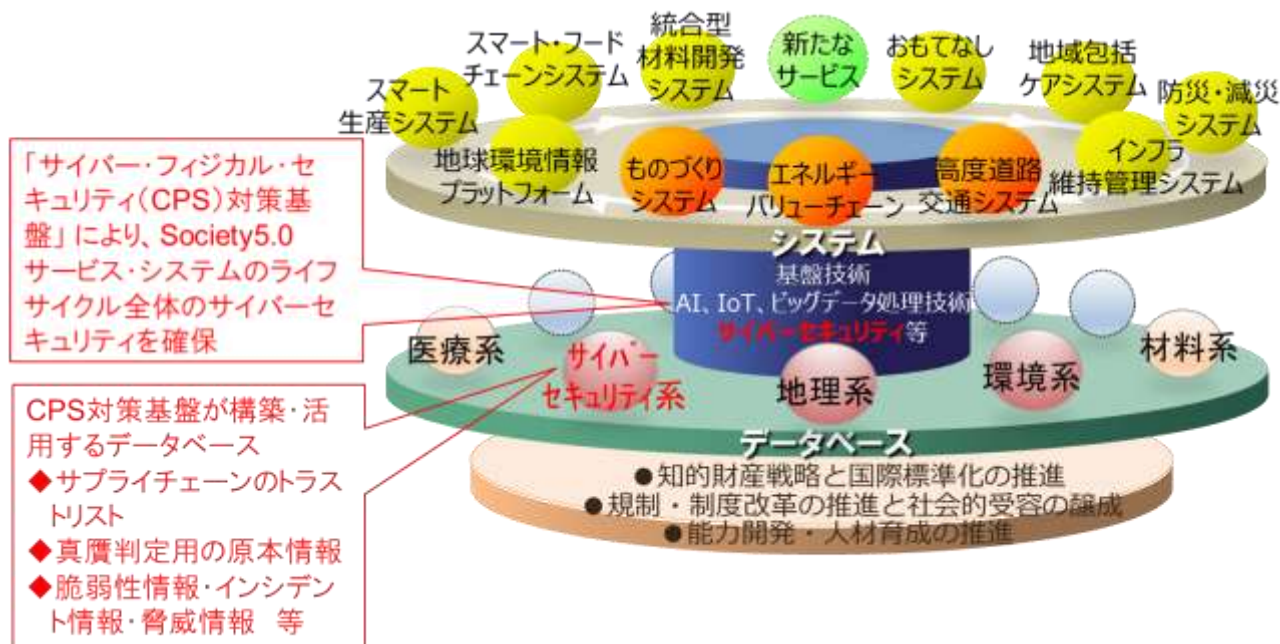 スマート・フード
チェーンシステム
統合型
材料開発
システム
新たな
サービス
おもてなし
システム
地域包括
ケアシステム
防災・減災
システム
スマート
生産システム
地球環境情報
プラットフォーム
ものづくり
システム
エネルギー
バリューチェーン
高度道路
交通システム
インフラ
維持管理システム
システム
「サイバー・フィジカル・セ
キュリティ(CPS)対策基
盤」により、Society5.0
サービス・システムのライフ
サイクル全体のサイバーセ
キュリティを確保
基盤技術
AI、IoT、ビッグデータ処理技術
サイバーセキュリティ等
医療系
サイバー
セキュリティ系
地理系
環境系
材料系
データベース
CPS対策基盤が構築・活
用するデータベース
◆サプライチェーンのトラス
トリスト
◆真贋判定用の原本情報
◆脆弱性情報・インシデン
ト情報・脅威情報 等
●知的財産戦略と国際標準化の推進
●規制・制度改革の推進と社会的受容の醸成
●能力開発・人材育成の推進